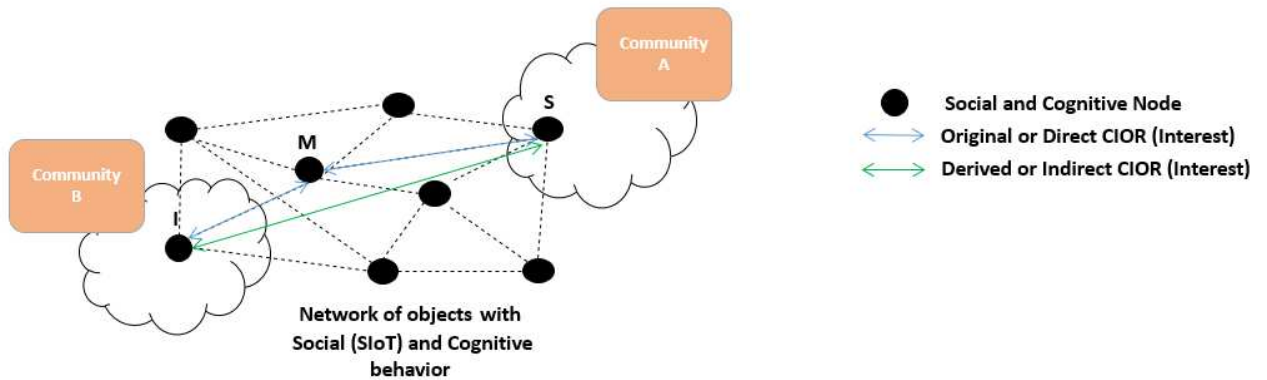 Community
A
S
M
Community
B
I
Network of objects with
Social (SIoT) and Cognitive
behavior
Social and Cognitive Node
Original or Direct CIOR (Interest)
Derived or Indirect CIOR (Interest)